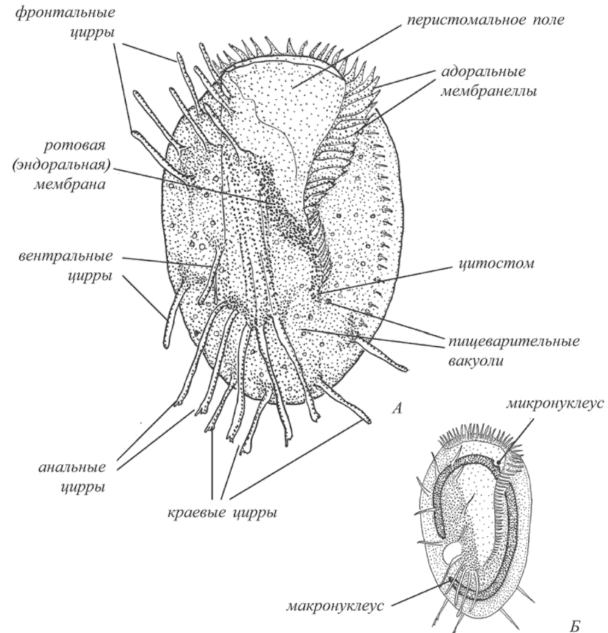 фронтальные
цирры
перистомальное поле
адоральные
мембранеллы
ротовая
(эндоральная)
мембрана
вентральные
цирры
цитостом
пищеварительные
вакуоли
А
микронуклеус
анальные
цирры
краевые цирры
макронуклеус
Б